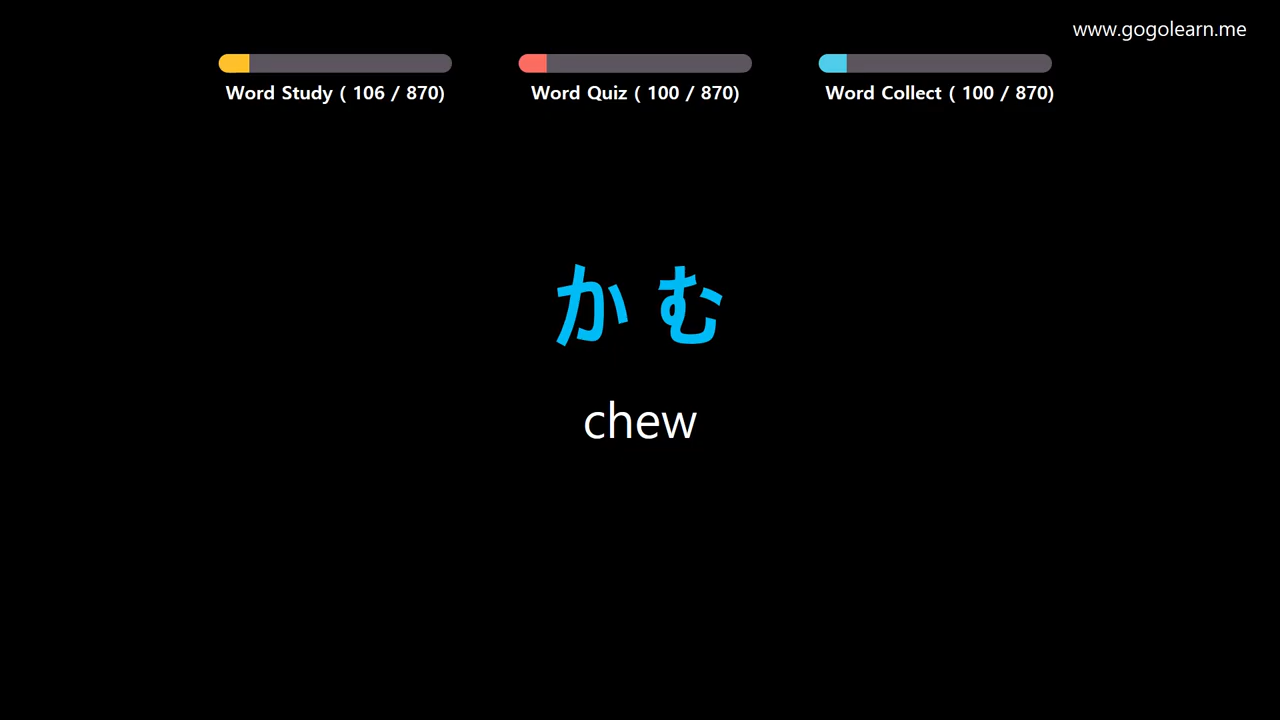 www.gogolearn.me
Word Study ( 106 / 870)
Word Quiz ( 100 / 870)
Word Collect ( 100 / 870)
かむ
chew